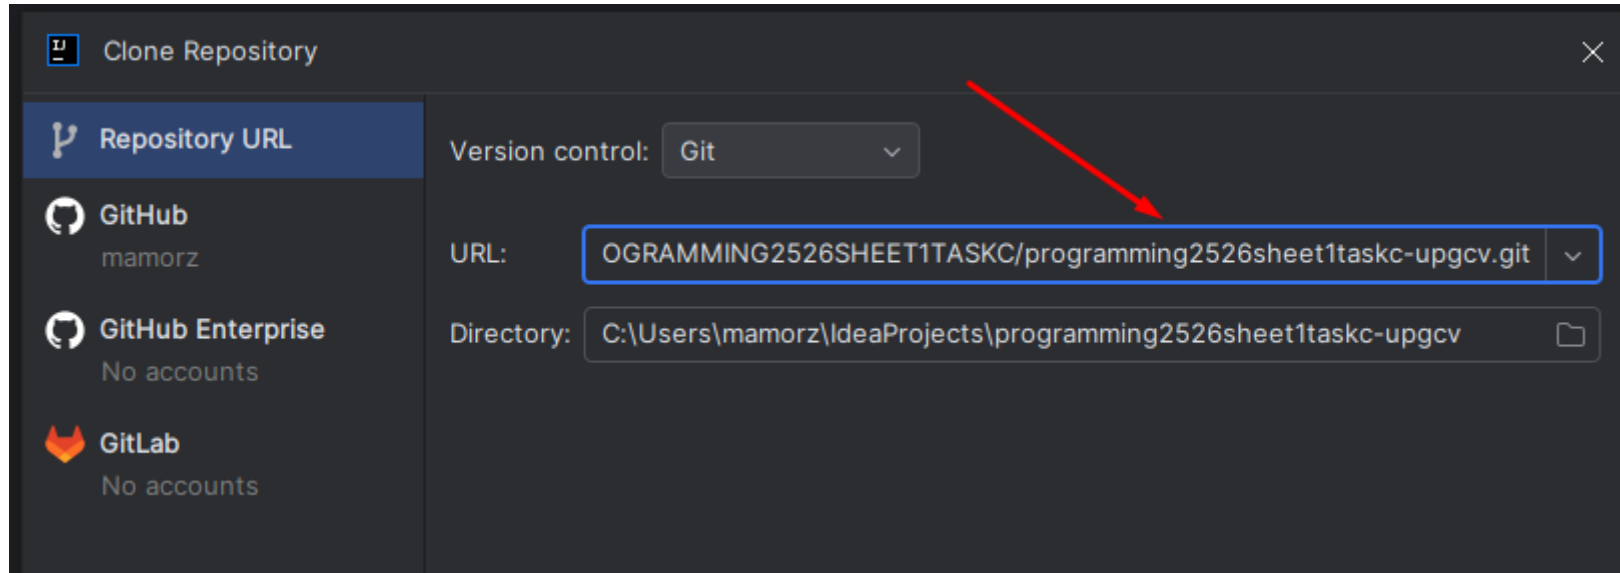 IJ
Clone Repository
Repository URL
GitHub
mamorz
GitHub Enterprise
No accounts
GitLab
No accounts
Version control: Git
URL: OGRAMMING2526SHEET1TASKC/programming2526sheet1taskc-upgcv.git
Directory: C:\Users\mamorz\IdeaProjects\programming2526sheet1taskc-upgcv